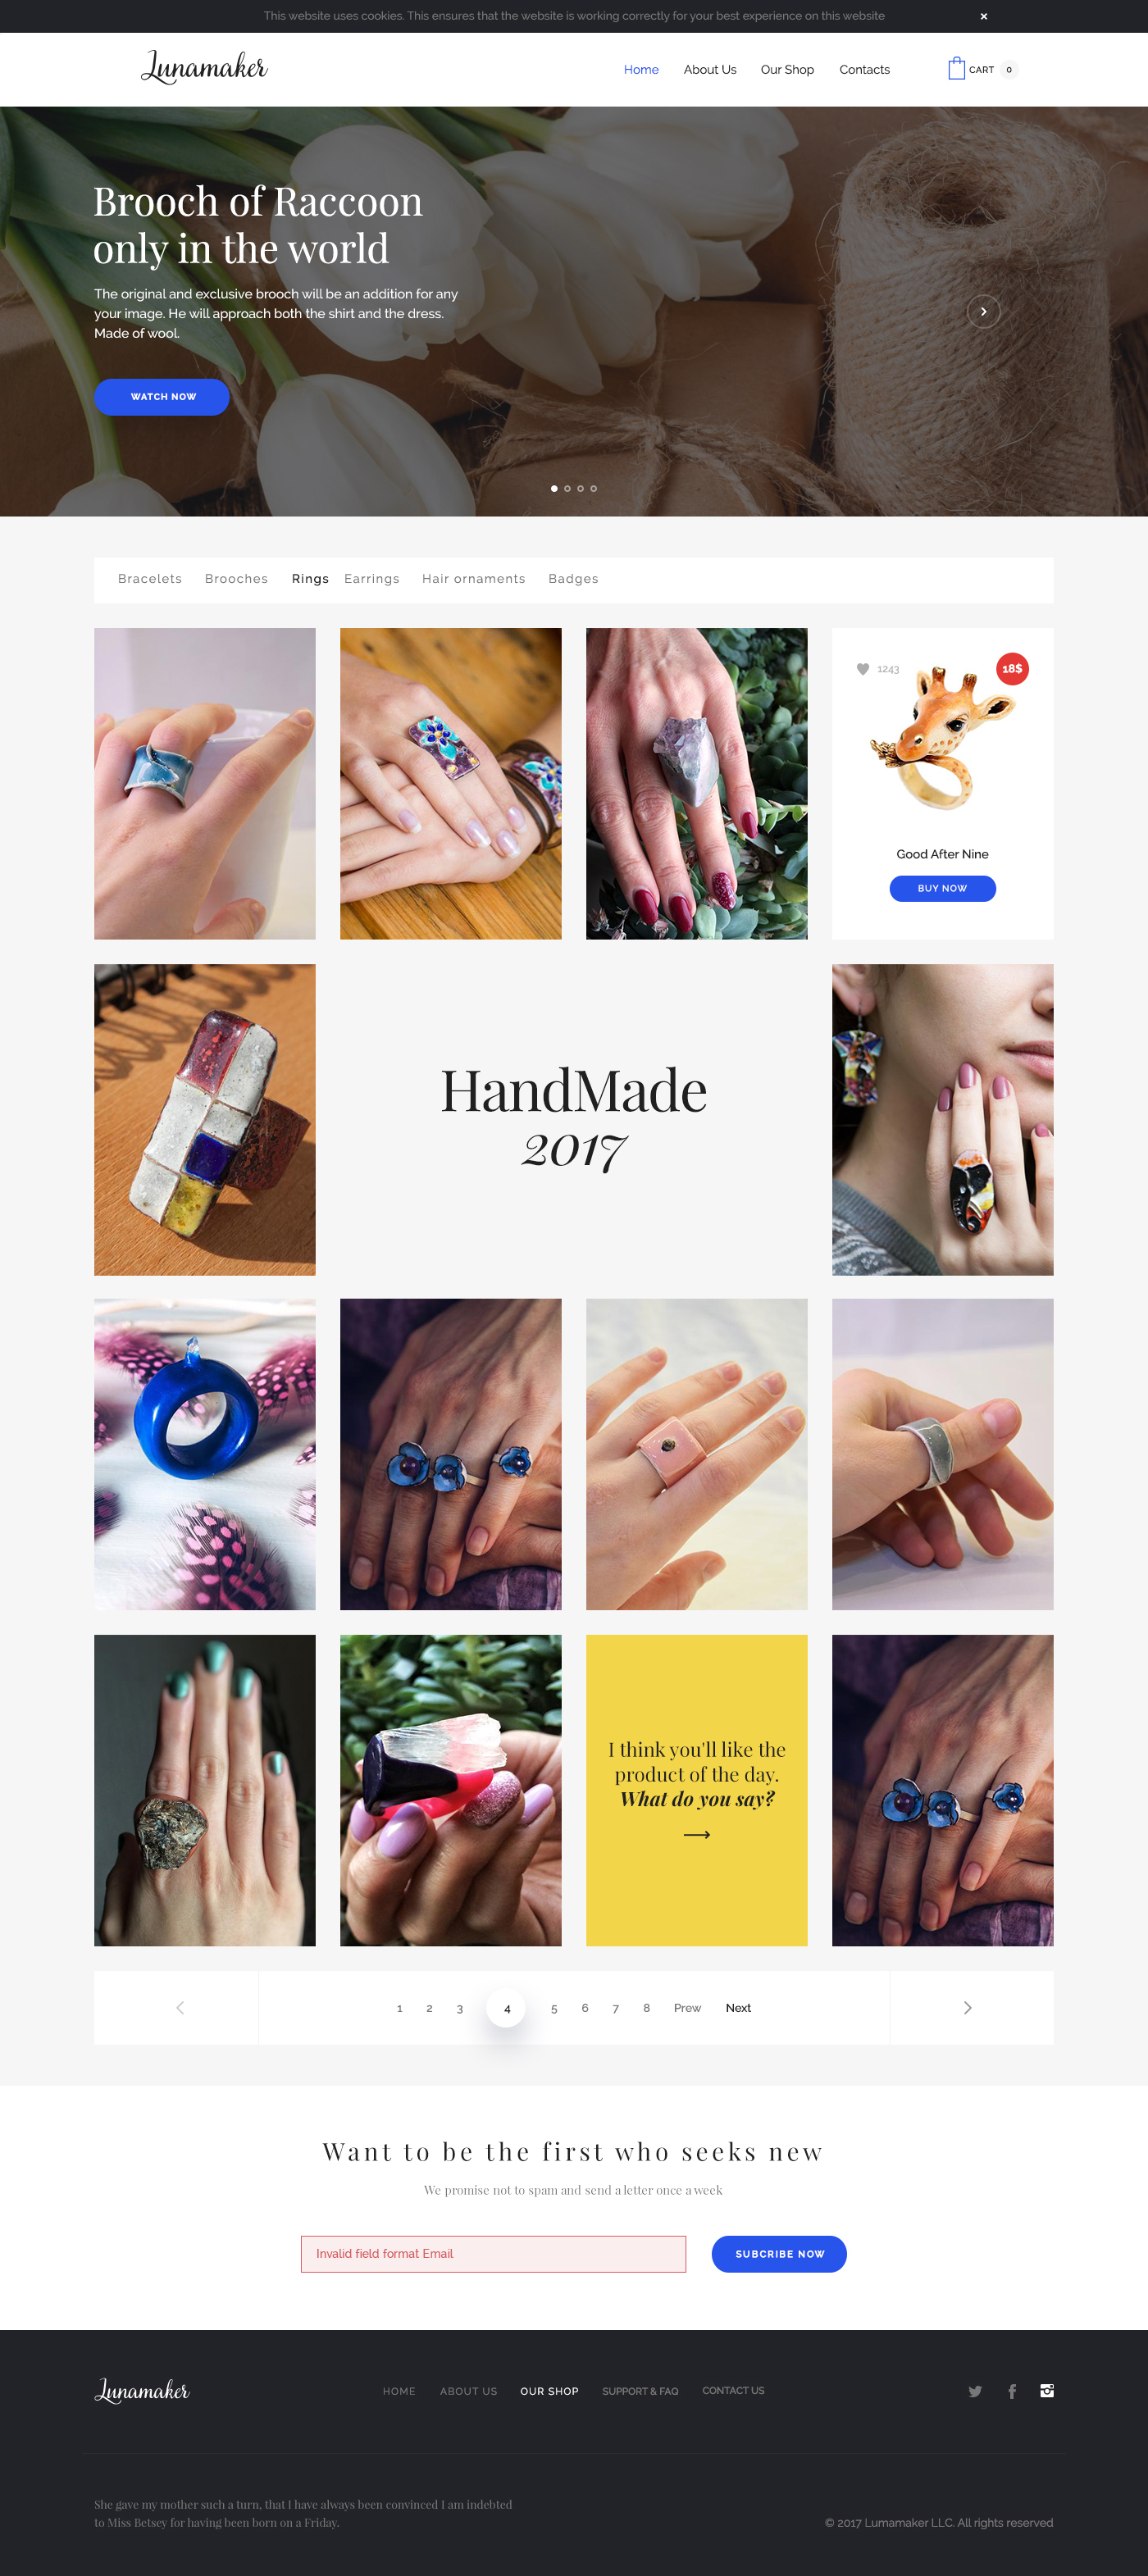 This website uses cookies. This ensures that the website is working correctly for your best experience on this website
×
Lunamaker
Home About Us Our Shop Contacts CART 0
Brooch of Raccoon
only in the world
The original and exclusive brooch will be an addition for any
your image. He will approach both the shirt and the dress.
Made of wool.
WATCH NOW
Bracelets Brooches Rings Earrings Hair ornaments Badges
1243 18$
Good After Nine
BUY NOW
HandMade
2017
I think you'll like the
product of the day.
What do you say?
1 2 3 4 5 6 7 8 Prew Next
Want to be the first who seeks new
We promise not to spam and send a letter once a week
Invalid field format Email
SUBCRIBE NOW
Lunamaker
HOME ABOUT US OUR SHOP SUPPORT & FAQ CONTACT US
She gave my mother such a turn, that I have always been convinced I am indebted
to Miss Betsey for having been born on a Friday.
© 2017 Lumamaker LLC. All rights reserved